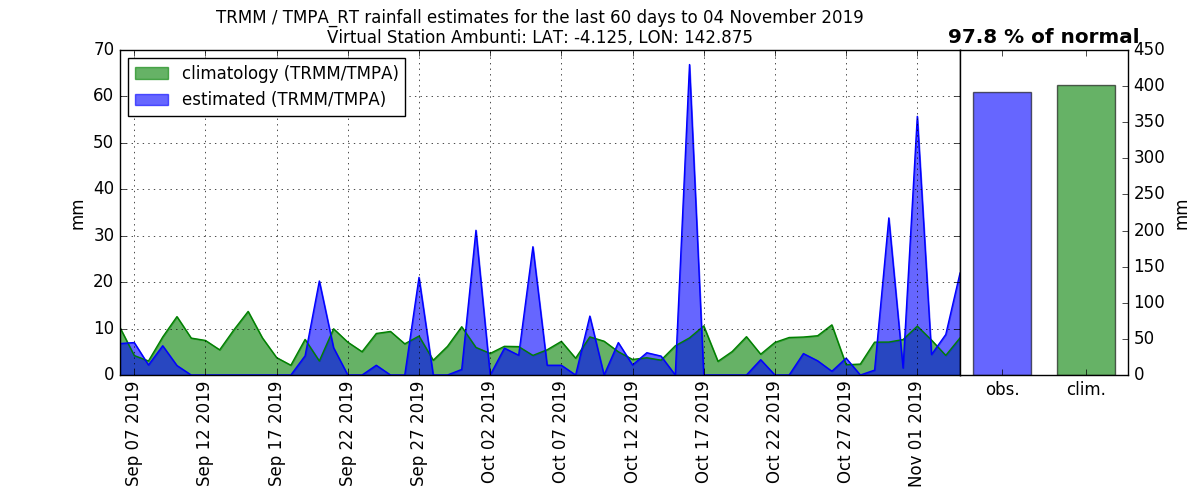 TRMM / TMPA_RT rainfall estimates for the last 60 days to 04 November 2019
Virtual Station Ambunti: LAT: -4.125, LON: 142.875
97.8 % of normal
climatology (TRMM/TMPA)
estimated (TRMM/TMPA)
mm
70
60
50
40
30
20
10
0
Sep 07 2019
Sep 12 2019
Sep 17 2019
Sep 22 2019
Sep 27 2019
Oct 02 2019
Oct 07 2019
Oct 12 2019
Oct 17 2019
Oct 22 2019
Oct 27 2019
Nov 01 2019
obs.
clim.
450
400
350
300
250
200
150
100
50
0
mm